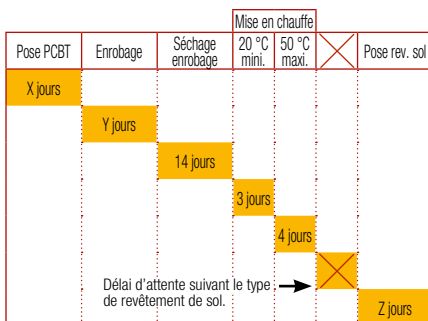 Mise en chauffe
Pose PCBT Enrobage Séchage enrobage 20 °C mini. 50 °C maxi. Pose rev. sol
X jours
Y jours
14 jours
3 jours
4 jours
Délai d'attente suivant le type
de revêtement de sol.
Z jours